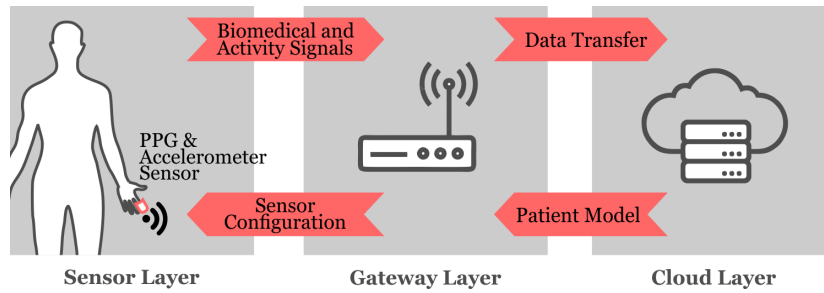 Biomedical and
Activity Signals
Data Transfer
PPG &
Accelerometer
Sensor
Sensor
Configuration
Patient Model
Sensor Layer
Gateway Layer
Cloud Layer